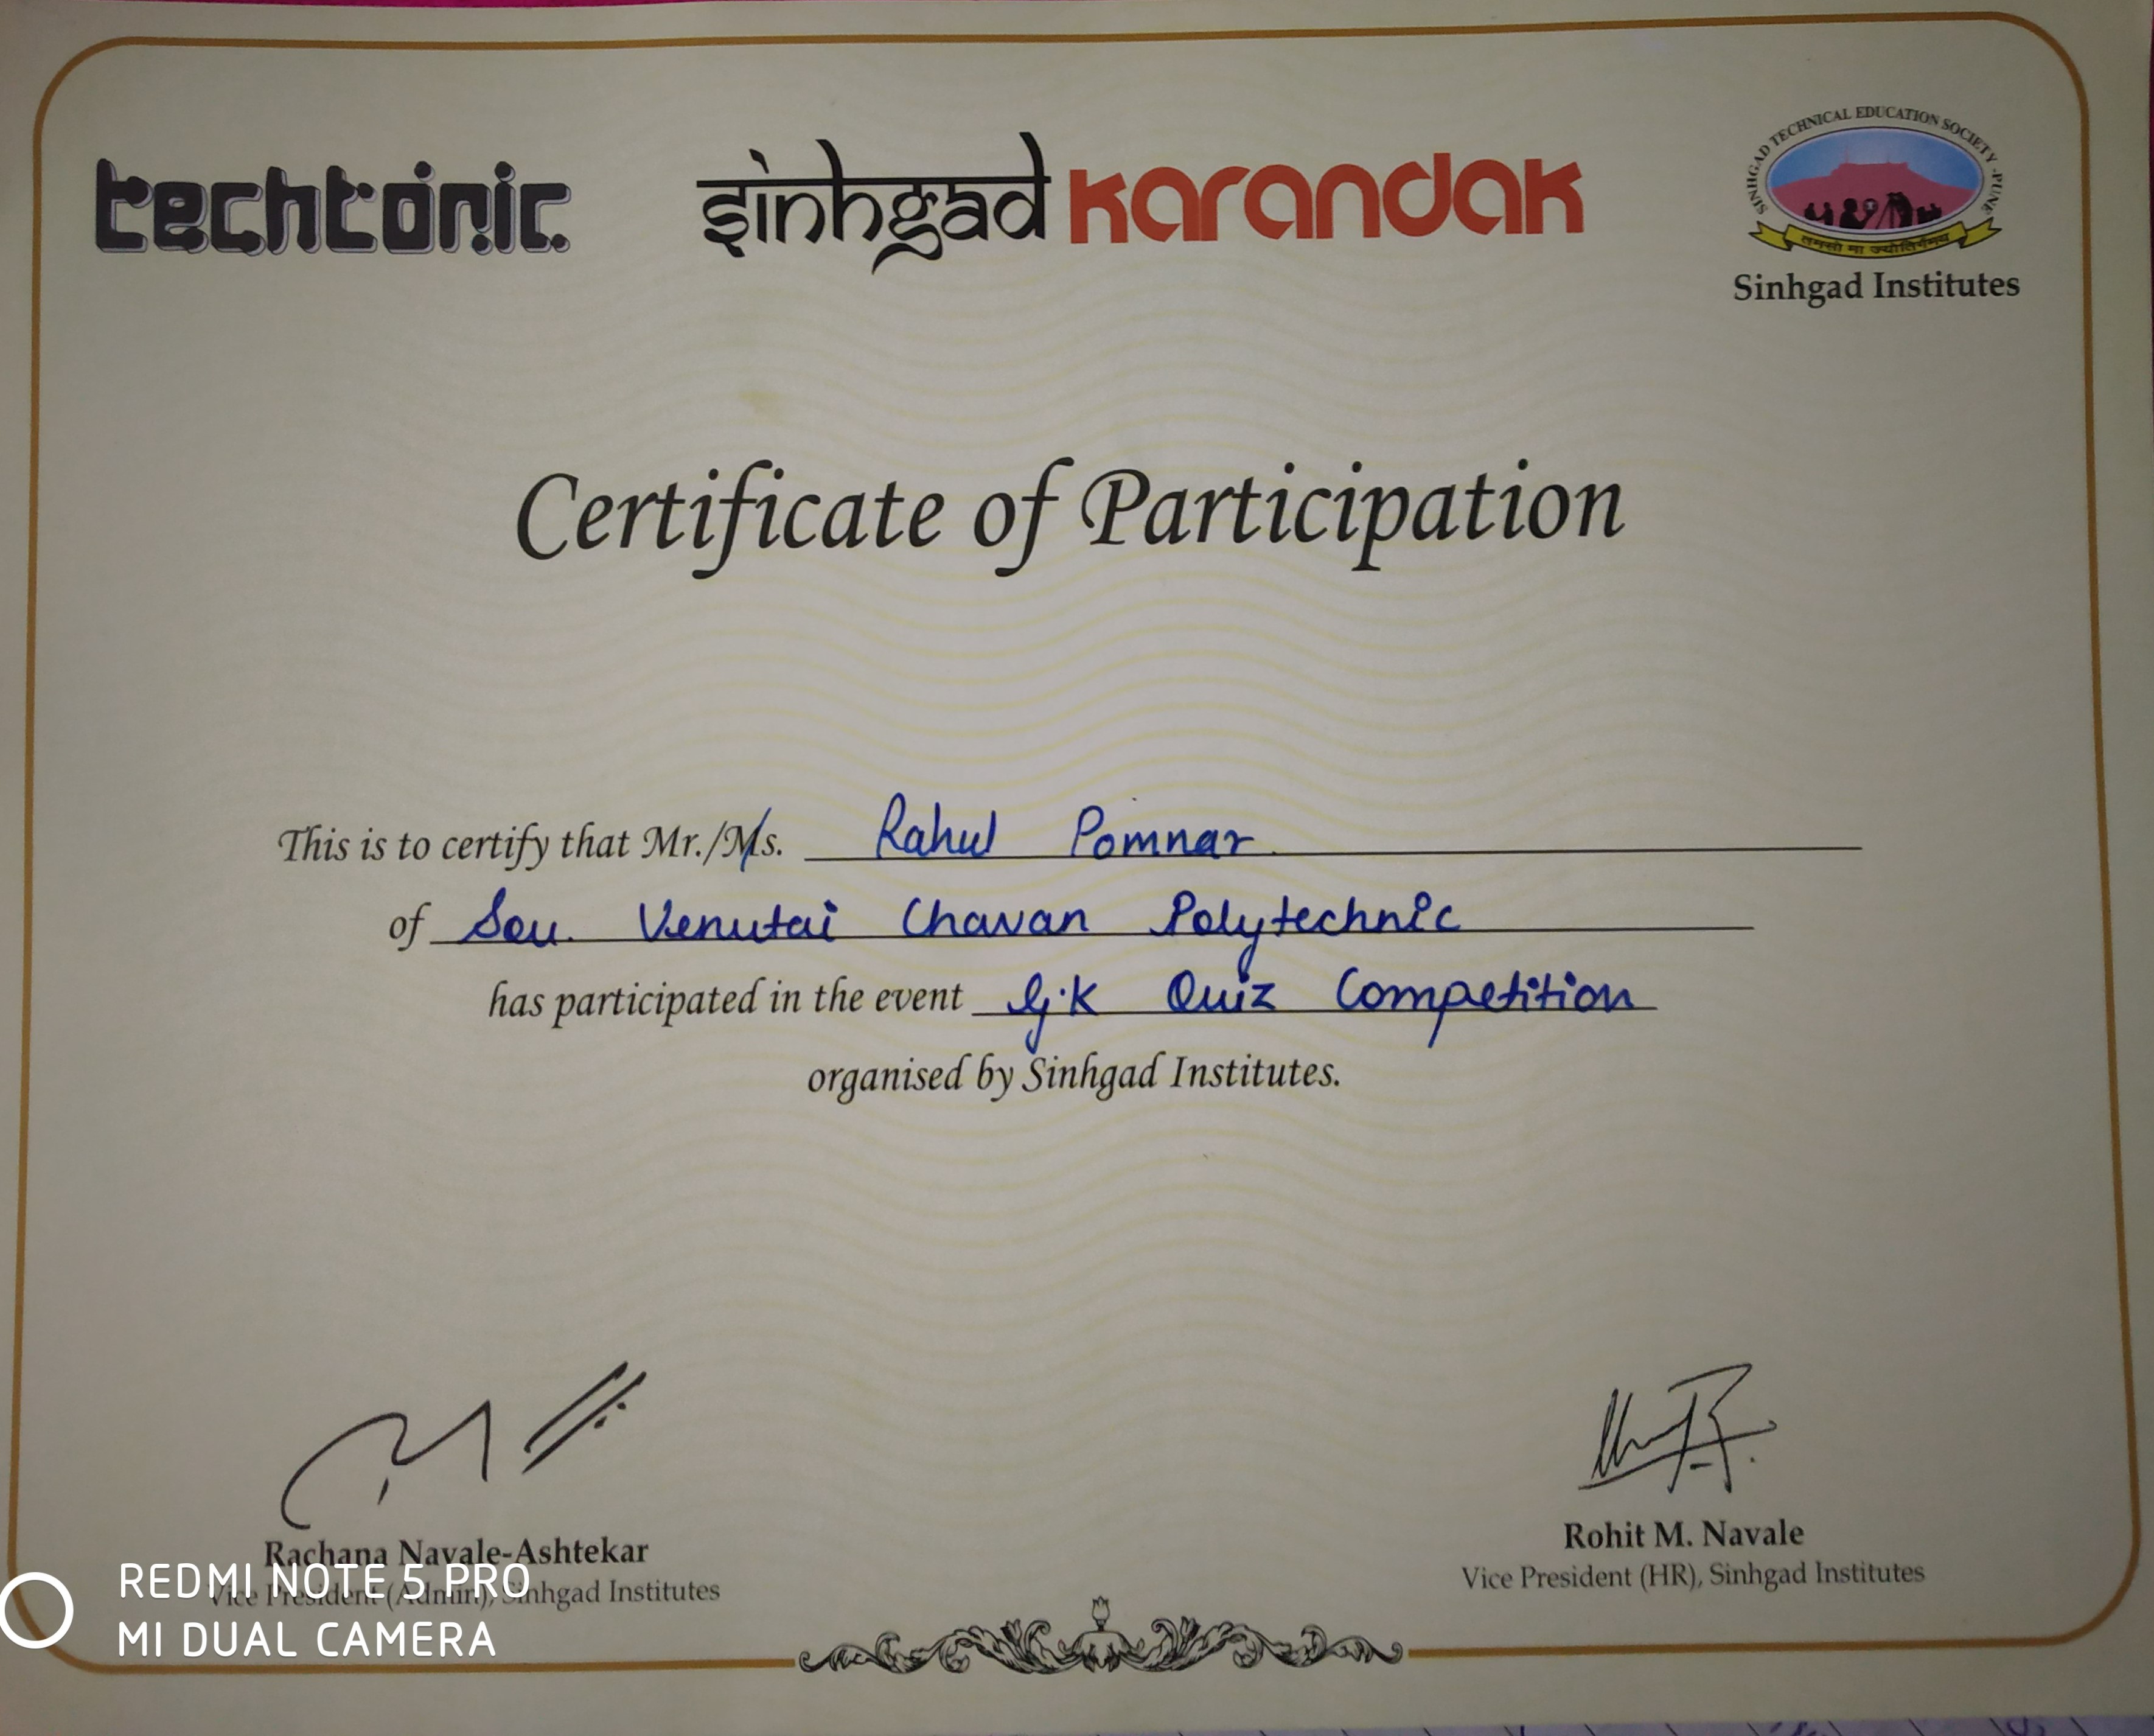 techtonic
sinhgad karandak
SINHGAD TECHNICAL EDUCATION SOCIETY - PUNE
तमसो मा ज्योतिर्गमय
Sinhgad Institutes
Certificate of Participation
This is to certify that Mr./Ms. Rahul Pomnar
of Sou. Venutai Chavan Polytechnic
has participated in the event G.K Quiz Competition
organised by Sinhgad Institutes.
Rachana Navale-Ashtekar
Vice President (Admin), Sinhgad Institutes
Rohit M. Navale
Vice President (HR), Sinhgad Institutes
REDMI NOTE 5 PRO
MI DUAL CAMERA